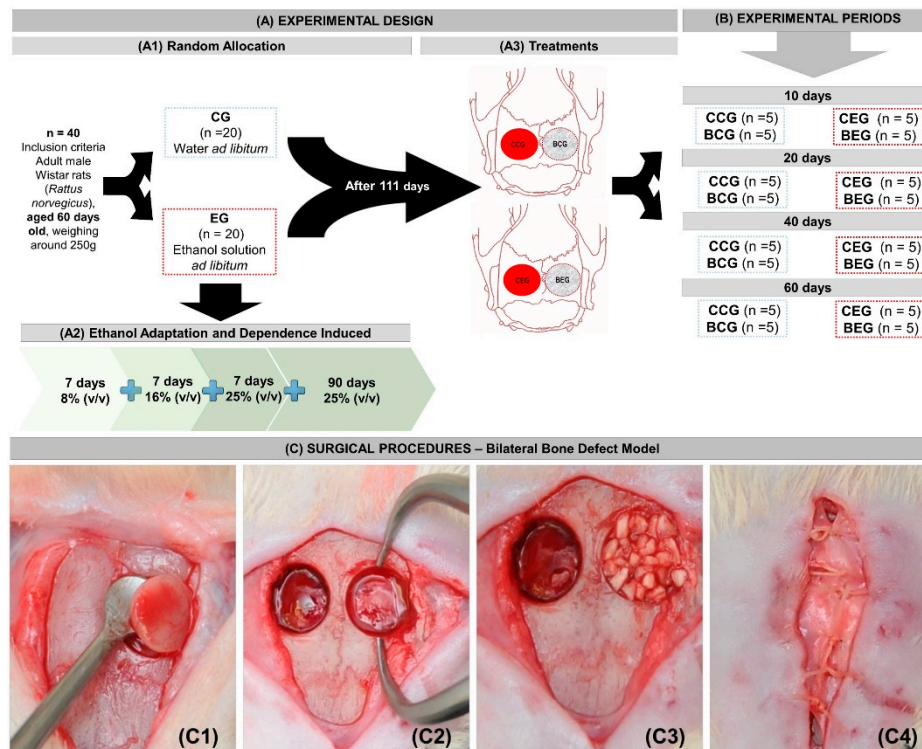 (A) EXPERIMENTAL DESIGN
(A1) Random Allocation
n = 40
Inclusion criteria
Adult male
Wistar rats
(Rattus
norvegicus),
aged 60 days
old, weighing
around 250g
CG
(n =20)
Water ad libitum
EG
(n = 20)
Ethanol solution
ad libitum
After 111 days
(A2) Ethanol Adaptation and Dependence Induced
7 days
8% (v/v)
7 days
16% (v/v)
7 days
25% (v/v)
90 days
25% (v/v)
(A3) Treatments
CCG
BCG
CEG
BEG
(B) EXPERIMENTAL PERIODS
10 days
CCG (n =5)
BCG (n =5)
CEG (n = 5)
BEG (n = 5)
20 days
CCG (n =5)
BCG (n =5)
CEG (n = 5)
BEG (n = 5)
40 days
CCG (n =5)
BCG (n =5)
CEG (n = 5)
BEG (n = 5)
60 days
CCG (n =5)
BCG (n =5)
CEG (n = 5)
BEG (n = 5)
(C) SURGICAL PROCEDURES – Bilateral Bone Defect Model
(C1)
(C2)
(C3)
(C4)